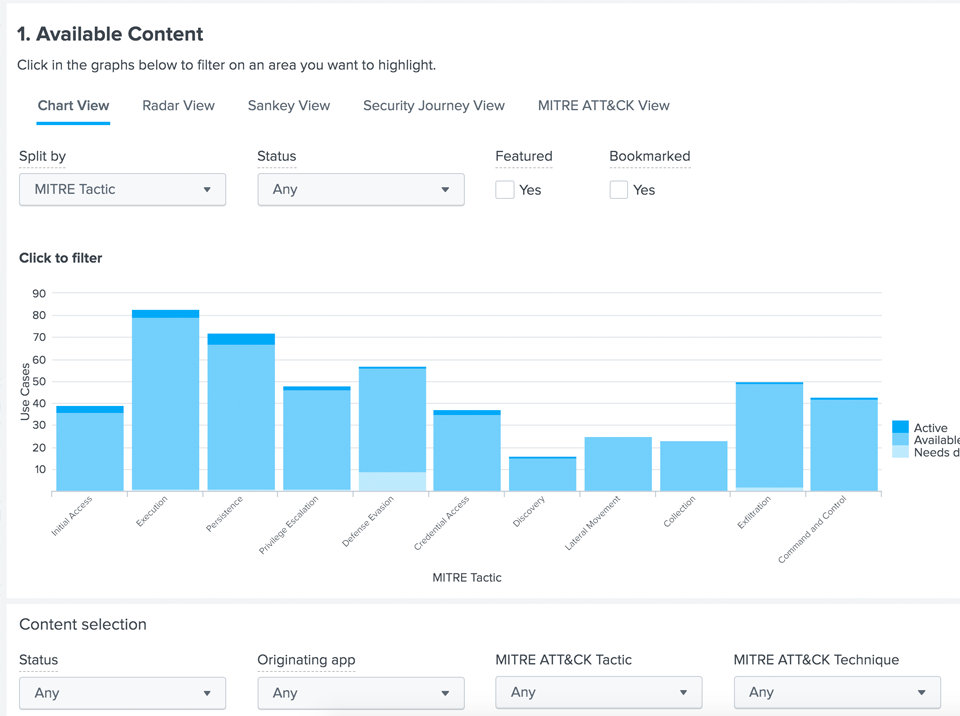 1. Available Content
Click in the graphs below to filter on an area you want to highlight.
Chart View Radar View Sankey View Security Journey View MITRE ATT&CK View
Split by Status Featured Bookmarked
MITRE Tactic Any Yes Yes
Click to filter
90
80
70
60
50
40
30
20
10
Use Cases
Initial Access
Execution
Persistence
Privilege Escalation
Defense Evasion
Credential Access
Discovery
Lateral Movement
Collection
Exfiltration
Command and Control
MITRE Tactic
Active
Available
Needs d
Content selection
Status Originating app MITRE ATT&CK Tactic MITRE ATT&CK Technique
Any Any Any Any